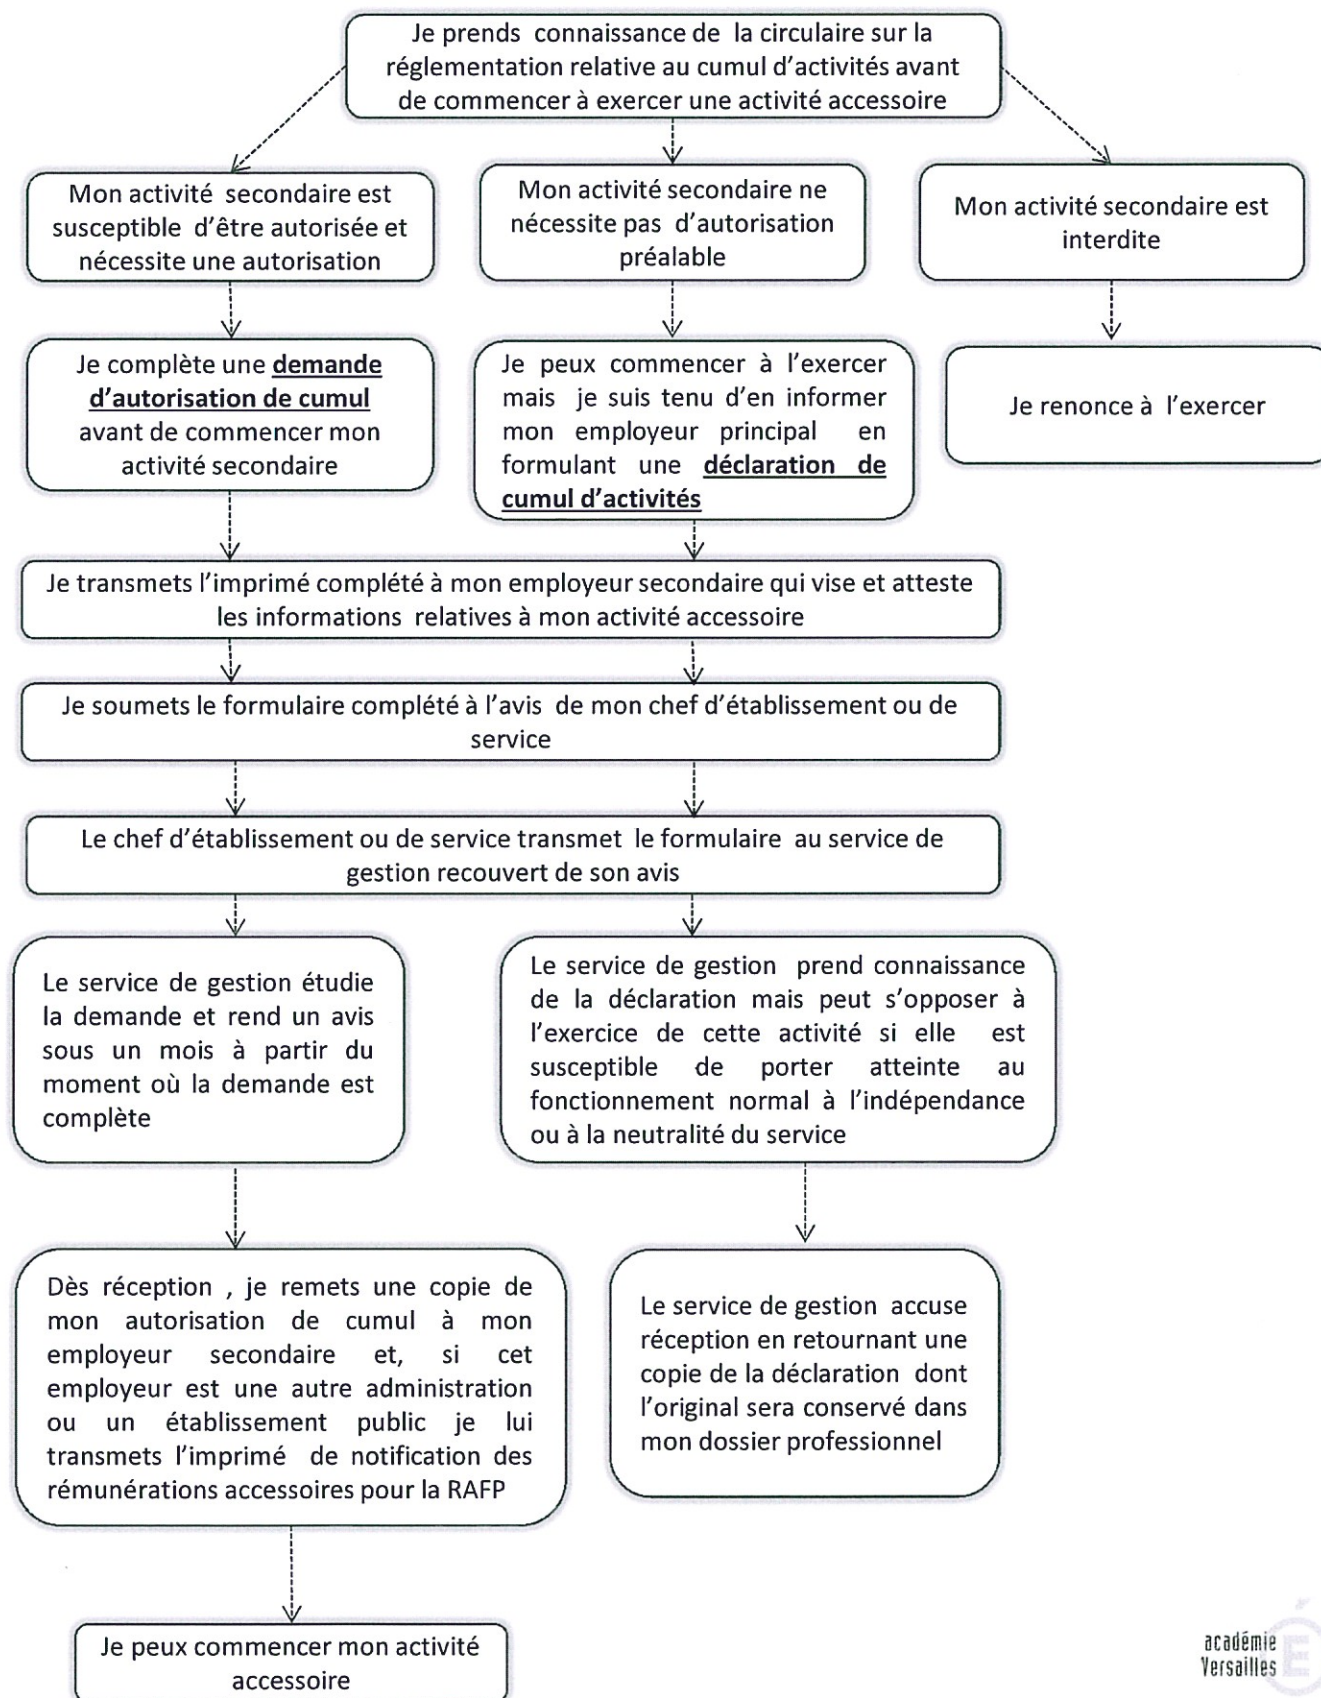 Je prends connaissance de la circulaire sur la
réglementation relative au cumul d'activités avant
de commencer à exercer une activité accessoire
Mon activité secondaire est
susceptible d'être autorisée et
nécessite une autorisation
Mon activité secondaire ne
nécessite pas d'autorisation
préalable
Mon activité secondaire est
interdite
Je complète une demande
d'autorisation de cumul
avant de commencer mon
activité secondaire
Je peux commencer à l'exercer
mais je suis tenu d'en informer
mon employeur principal en
formulant une déclaration de
cumul d'activités
Je renonce à l'exercer
Je transmets l'imprimé complété à mon employeur secondaire qui vise et atteste
les informations relatives à mon activité accessoire
Je soumets le formulaire complété à l'avis de mon chef d'établissement ou de
service
Le chef d'établissement ou de service transmet le formulaire au service de
gestion recouvert de son avis
Le service de gestion étudie
la demande et rend un avis
sous un mois à partir du
moment où la demande est
complète
Le service de gestion prend connaissance
de la déclaration mais peut s'opposer à
l'exercice de cette activité si elle est
susceptible de porter atteinte au
fonctionnement normal à l'indépendance
ou à la neutralité du service
Dès réception , je remets une copie de
mon autorisation de cumul à mon
employeur secondaire et, si cet
employeur est une autre administration
ou un établissement public je lui
transmets l'imprimé de notification des
rémunérations accessoires pour la RAFP
Le service de gestion accuse
réception en retournant une
copie de la déclaration dont
l'original sera conservé dans
mon dossier professionnel
Je peux commencer mon activité
accessoire
académie
Versailles
É